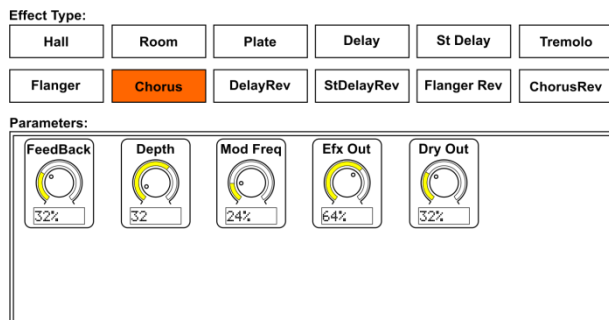 Effect Type:
Hall Room Plate Delay St Delay Tremolo
Flanger Chorus DelayRev StDelayRev Flanger Rev ChorusRev
Parameters:
FeedBack Depth Mod Freq Efx Out Dry Out
32% 32 24% 64% 32%